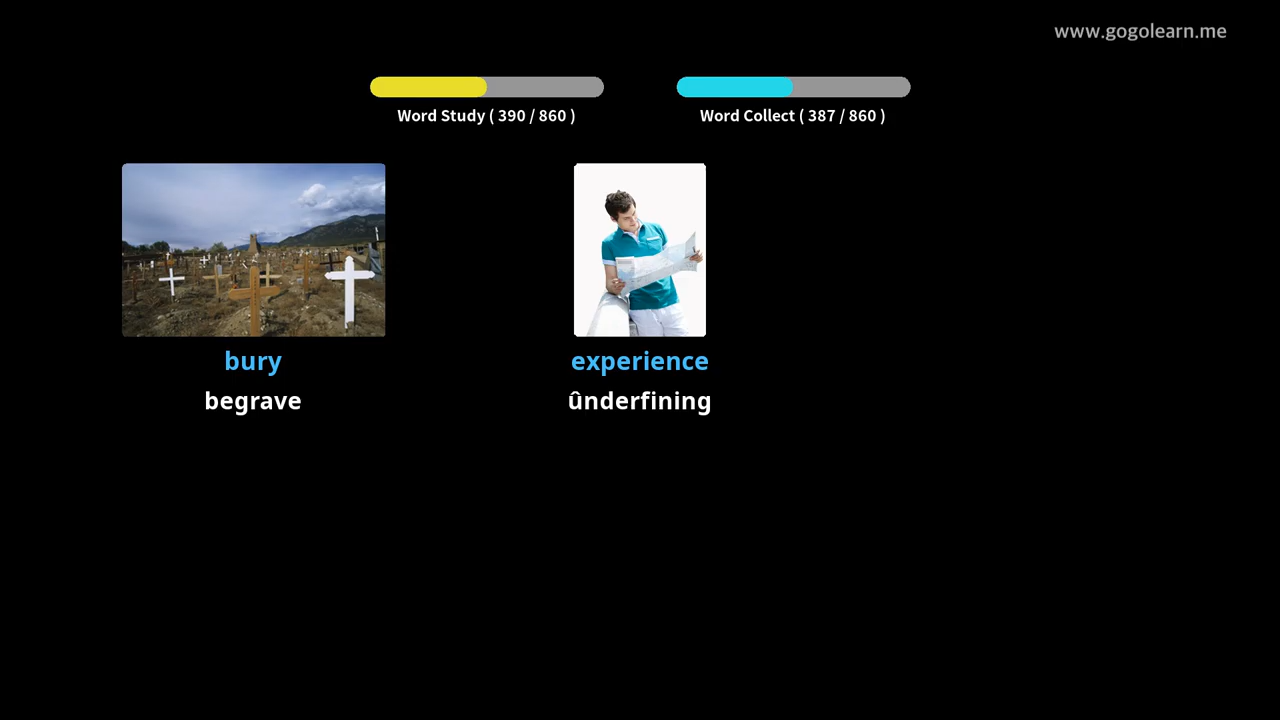 www.gogolearn.me
Word Study ( 390 / 860 )
Word Collect ( 387 / 860 )
bury
begrave
experience
ûnderfining